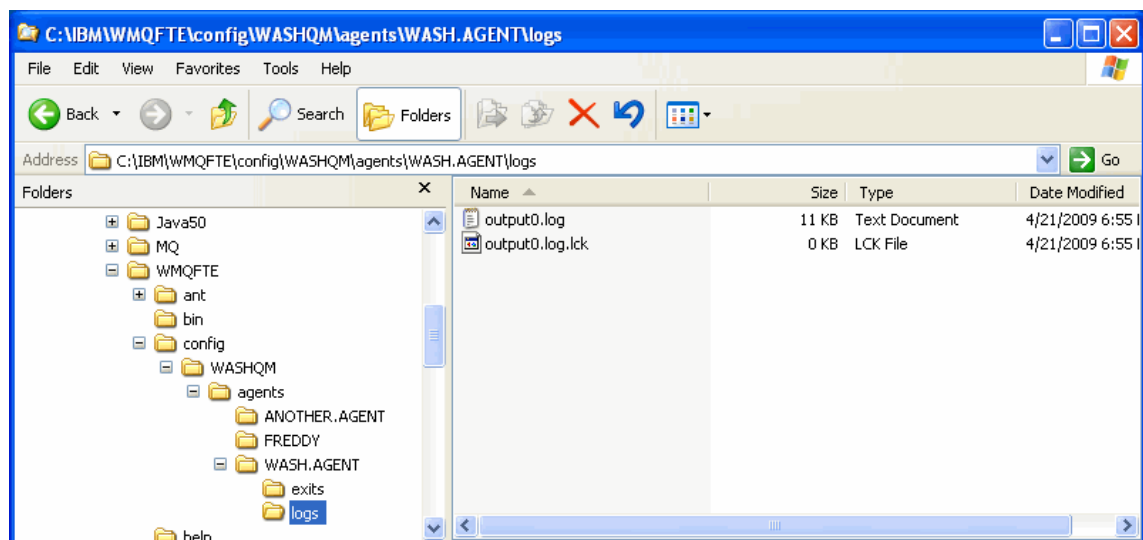 C:\IBM\WMQFTE\config\WASHQM\agents\WASH.AGENT\logs
File Edit View Favorites Tools Help
Back Search Folders
Address C:\IBM\WMQFTE\config\WASHQM\agents\WASH.AGENT\logs Go
Folders x Name Size Type Date Modified
Java50 output0.log 11 KB Text Document 4/21/2009 6:55
MQ output0.log.lck 0 KB LCK File 4/21/2009 6:55
WMQFTE
ant
bin
config
WASHQM
agents
ANOTHER.AGENT
FREDDY
WASH.AGENT
exits
logs
help